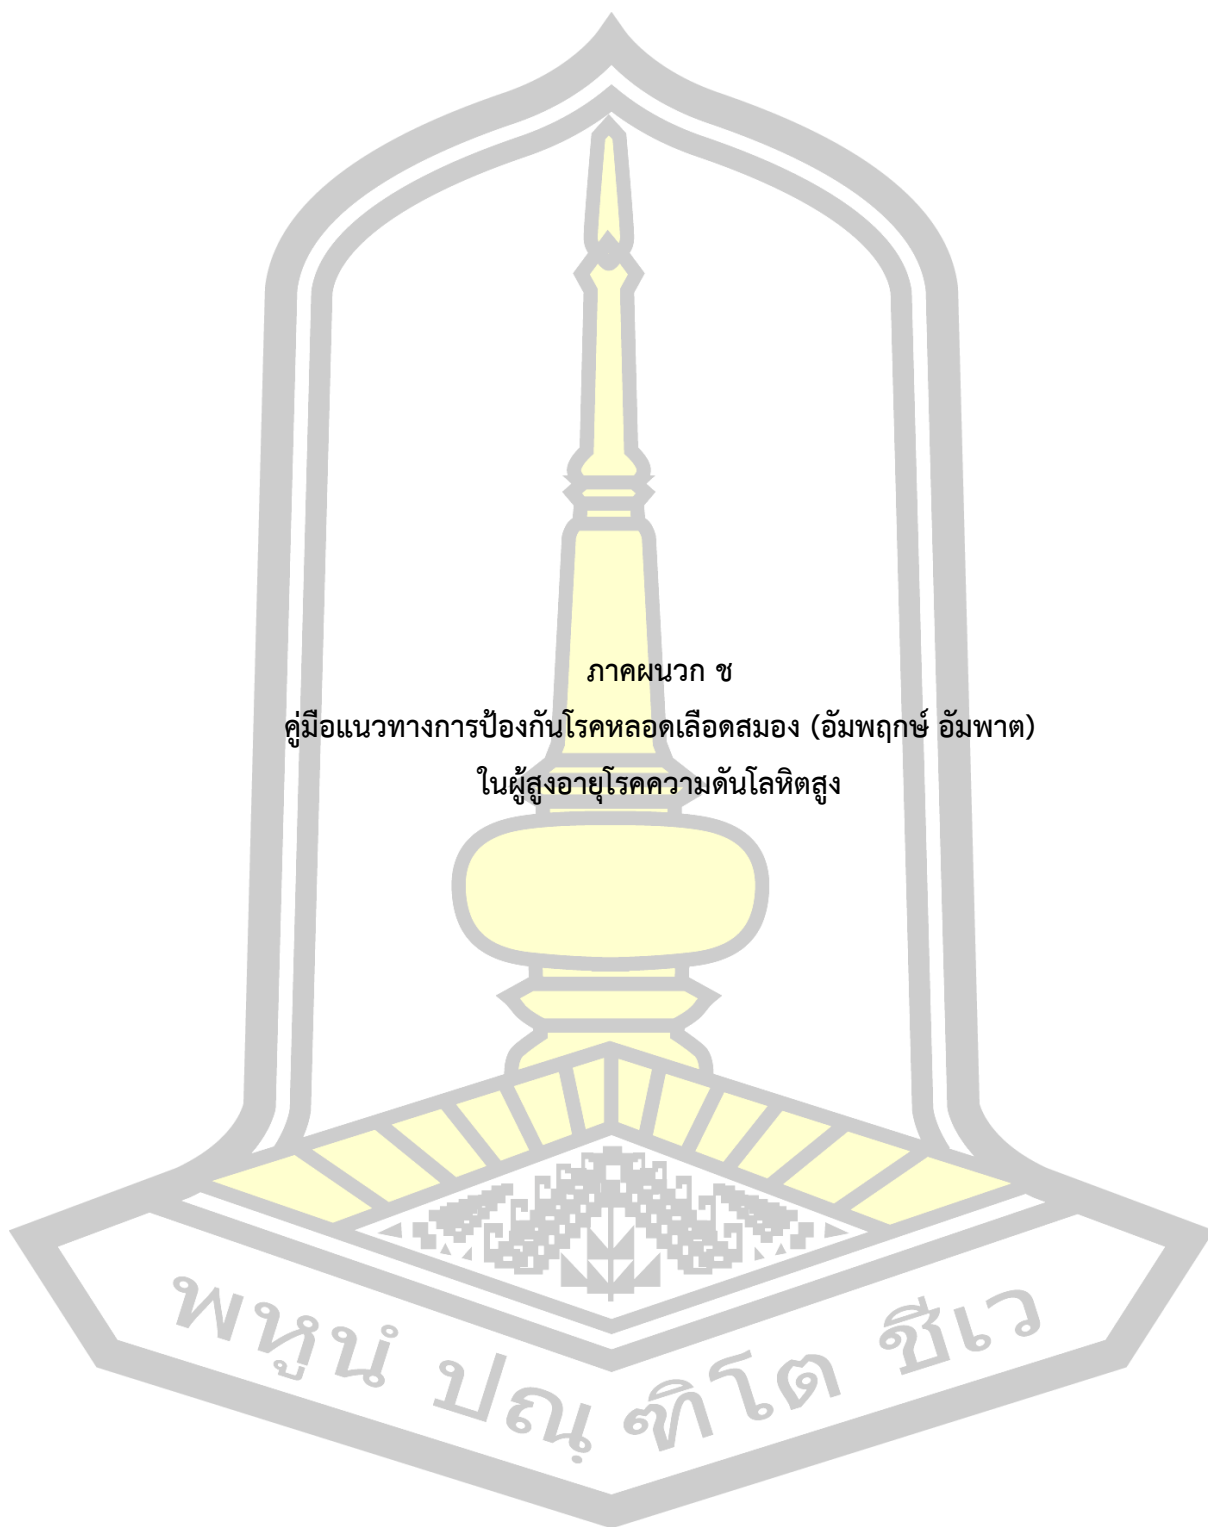 ภาคผนวก ช
คู่มือแนวทางการป้องกันโรคหลอดเลือดสมอง (อัมพฤกษ์ อัมพาต)
ในผู้สูงอายุโรคความดันโลหิตสูง
พหูนํ ปณฺฑิโต ชีเว